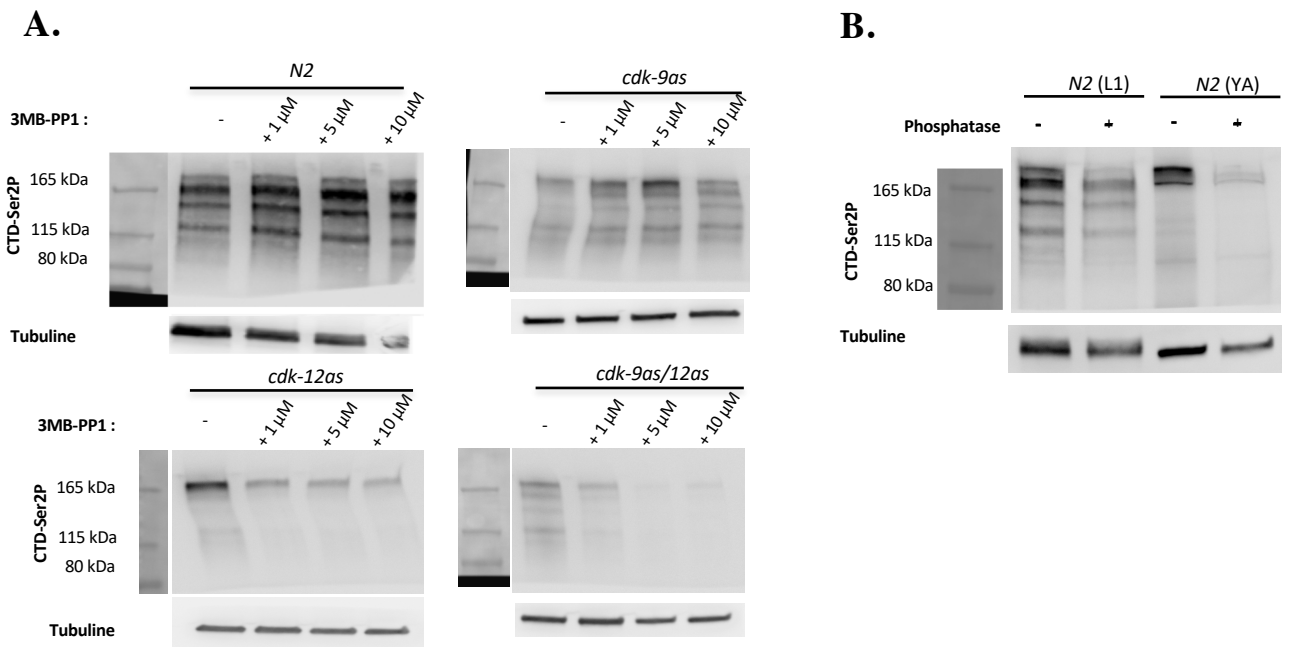 A.
N2
3MB-PP1 :
-
+ 1 µM
+ 5 µM
+ 10 µM
CTD-Ser2P
165 kDa
115 kDa
80 kDa
Tubuline
cdk-9as
-
+ 1 µM
+ 5 µM
+ 10 µM
cdk-12as
3MB-PP1 :
-
+ 1 µM
+ 5 µM
+ 10 µM
CTD-Ser2P
165 kDa
115 kDa
80 kDa
Tubuline
cdk-9as/12as
-
+ 1 µM
+ 5 µM
+ 10 µM
B.
N2 (L1) N2 (YA)
Phosphatase - + - +
CTD-Ser2P
165 kDa
115 kDa
80 kDa
Tubuline